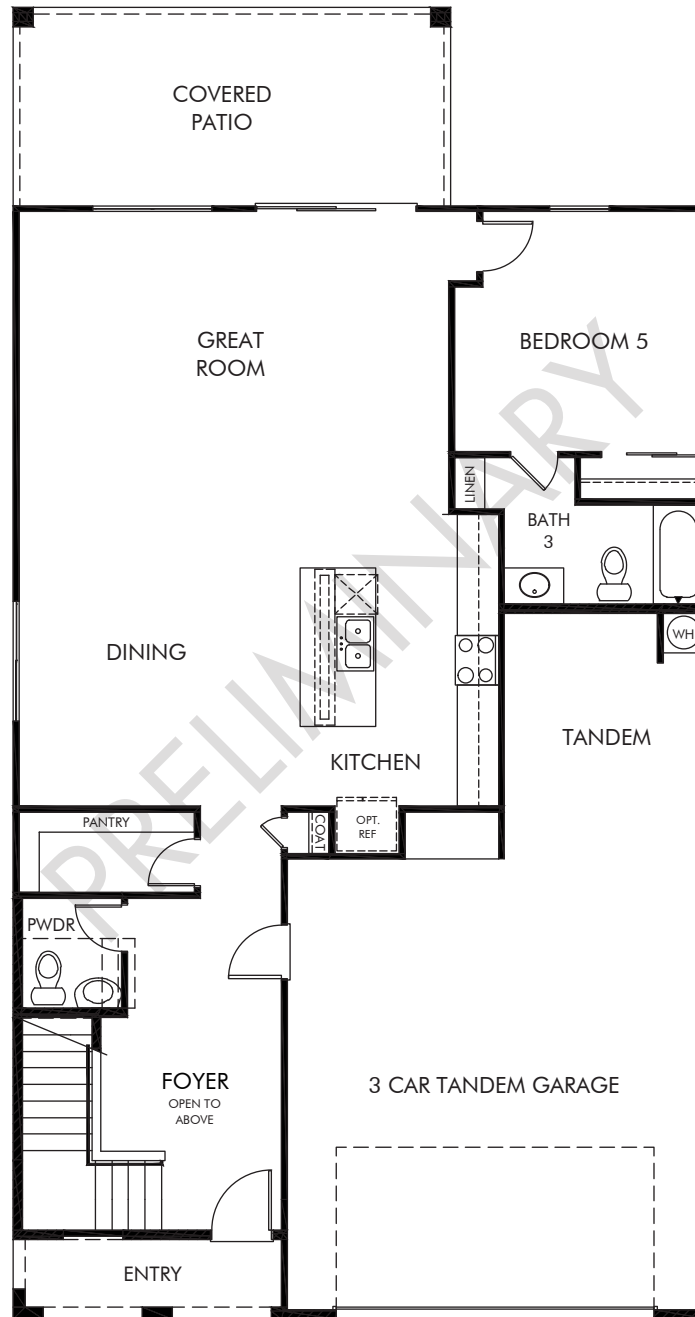 COVERED
PATIO
GREAT
ROOM
BEDROOM 5
LINEN
BATH
3
WH
DINING
TANDEM
KITCHEN
PANTRY
COAT
OPT.
REF
PWDR
FOYER
OPEN TO
ABOVE
3 CAR TANDEM GARAGE
ENTRY
PRELIMINARY